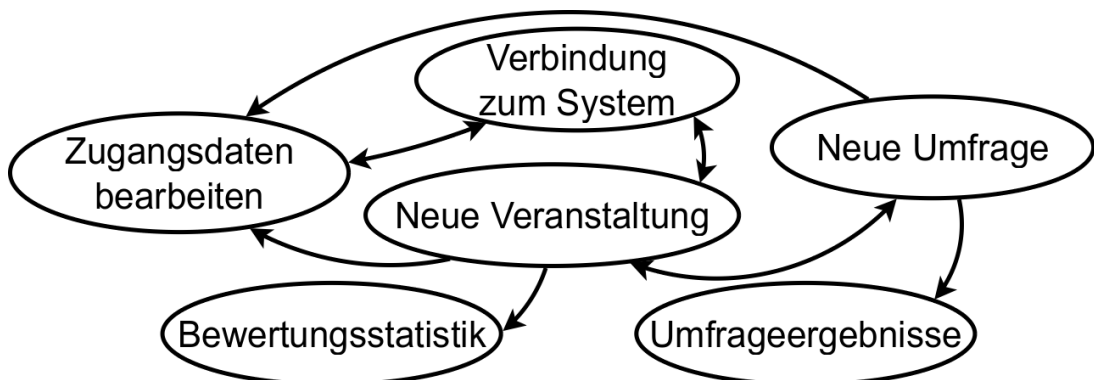 Verbindung
zum System
Zugangsdaten
bearbeiten
Neue Umfrage
Neue Veranstaltung
Bewertungsstatistik
Umfrageergebnisse